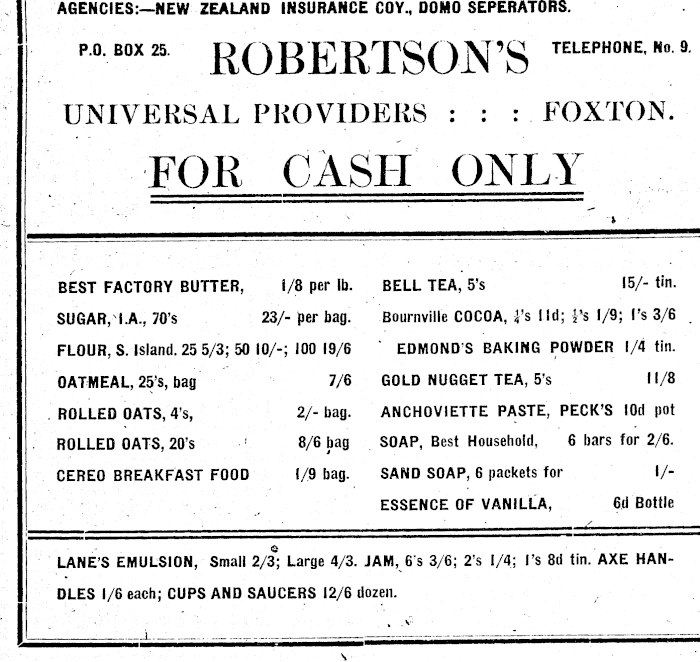 AGENCIES:—NEW ZEALAND INSURANCE COY., DOMO SEPERATORS.
P.O. BOX 25. ROBERTSON'S TELEPHONE, No. 9.
UNIVERSAL PROVIDERS : : : FOXTON.
FOR CASH ONLY
BEST FACTORY BUTTER, 1/8 per lb.
SUGAR, 1.A., 70's 23/- per bag.
FLOUR, S. Island. 25 5/3; 50 10/-; 100 19/6
OATMEAL, 25's, bag 7/6
ROLLED OATS, 4's, 2/- bag.
ROLLED OATS, 20's 8/6 bag
CEREO BREAKFAST FOOD 1/9 bag.
BELL TEA, 5's 15/- tin.
Bournville COCOA, ¼'s 11d; ½'s 1/9; 1's 3/6
EDMOND'S BAKING POWDER 1/4 tin.
GOLD NUGGET TEA, 5's 11/8
ANCHOVIETTE PASTE, PECK'S 10d pot
SOAP, Best Household, 6 bars for 2/6.
SAND SOAP, 6 packets for 1/-
ESSENCE OF VANILLA, 6d Bottle
LANE'S EMULSION, Small 2/3; Large 4/3. JAM, 6's 3/6; 2's 1/4; 1's 8d tin. AXE HAN-
DLES 1/6 each; CUPS AND SAUCERS 12/6 dozen.